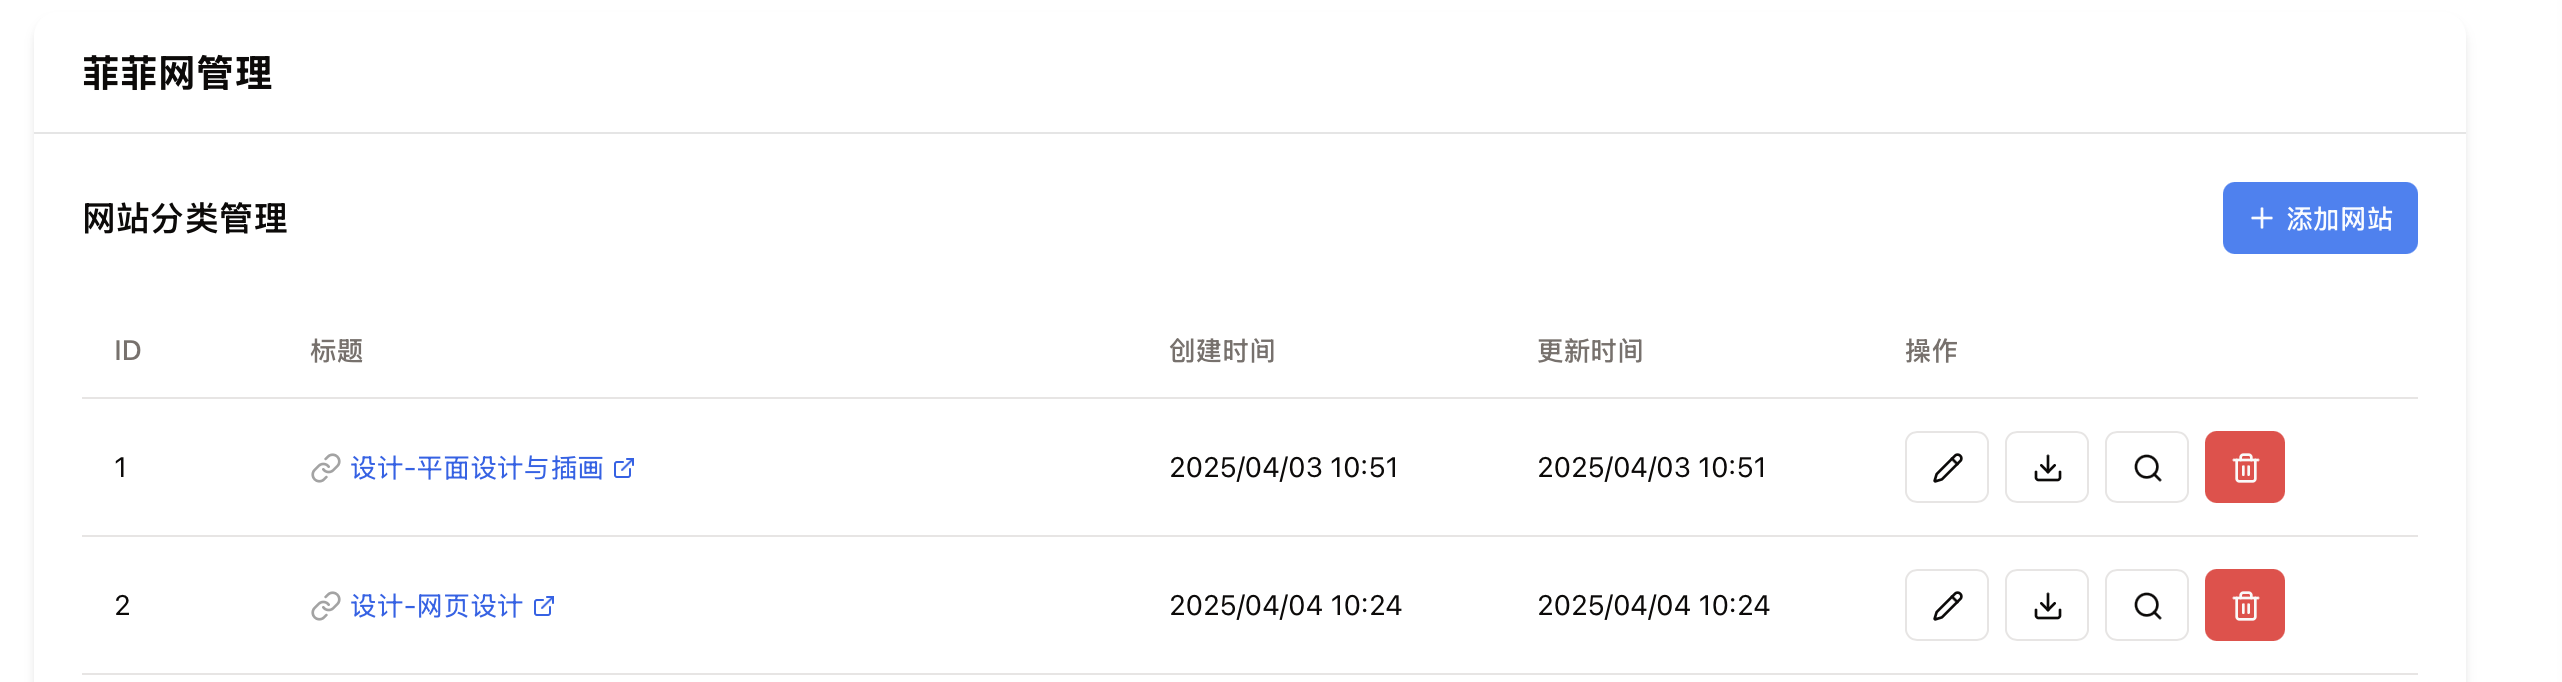 菲菲网管理
网站分类管理
添加网站
ID 标题 创建时间 更新时间 操作
1 设计-平面设计与插画 2025/04/03 10:51 2025/04/03 10:51
2 设计-网页设计 2025/04/04 10:24 2025/04/04 10:24